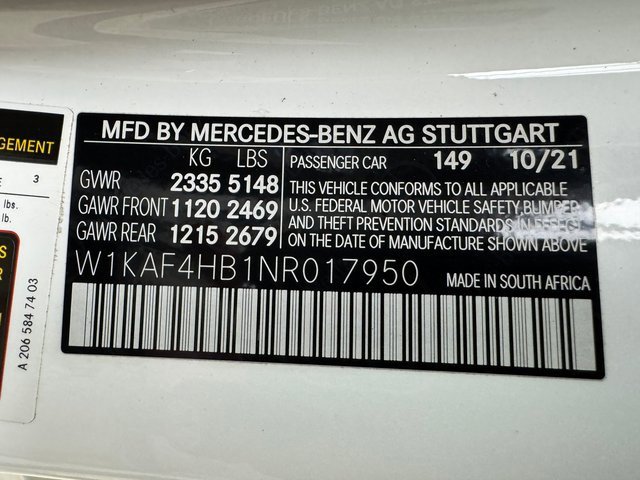 MFD BY MERCEDES-BENZ AG STUTTGART
KG LBS
GVWR 2335 5148
GAWR FRONT 1120 2469
GAWR REAR 1215 2679
PASSENGER CAR 149 10/21
THIS VEHICLE CONFORMS TO ALL APPLICABLE
U.S. FEDERAL MOTOR VEHICLE SAFETY, BUMPER
AND THEFT PREVENTION STANDARDS IN EFFECT
ON THE DATE OF MANUFACTURE SHOWN ABOVE
W1KAF4HB1NR017950
MADE IN SOUTH AFRICA
3
lbs.
lb.
A 206 584 74 03